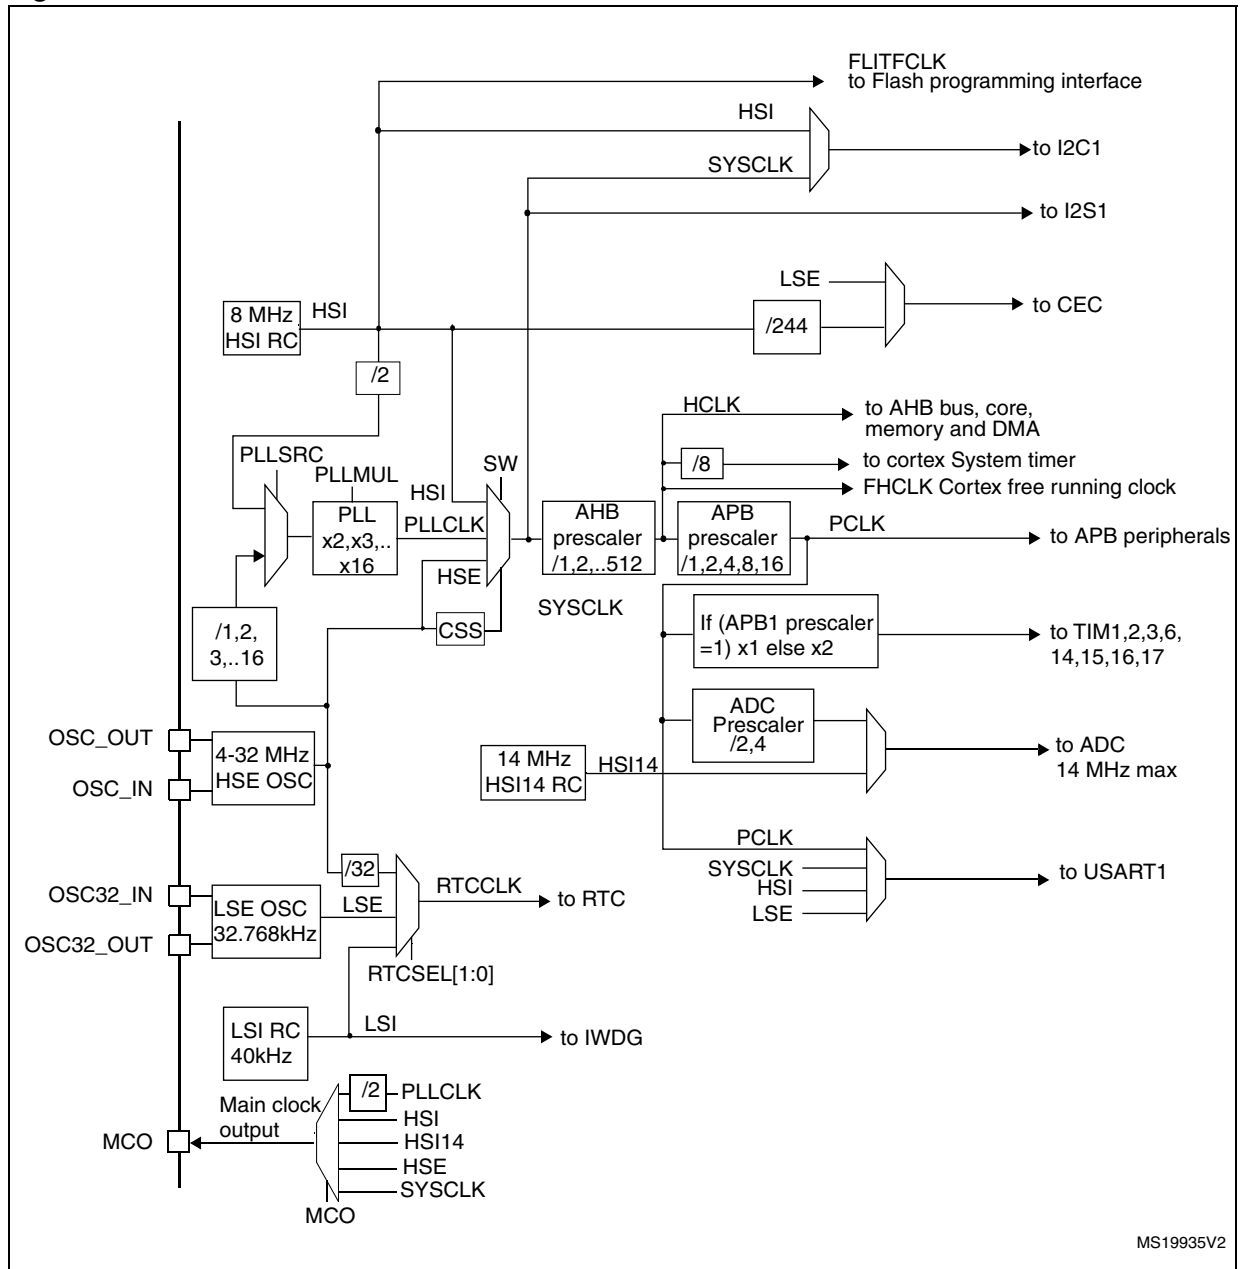 FLITFCLK
to Flash programming interface
HSI
to I2C1
SYSCLK
to I2S1
LSE
to CEC
8 MHz
HSI RC
HSI
/244
/2
HCLK
to AHB bus, core,
memory and DMA
PLLSRC
PLLMUL
SW
/8
to cortex System timer
FHCLK Cortex free running clock
HSI
PLL
x2,x3,..
x16
PLLCLK
AHB
prescaler
/1,2,..512
APB
prescaler
/1,2,4,8,16
PCLK
to APB peripherals
HSE
SYSCLK
CSS
/1,2,
3,..16
If (APB1 prescaler
=1) x1 else x2
to TIM1,2,3,6,
14,15,16,17
OSC_OUT
OSC_IN
4-32 MHz
HSE OSC
14 MHz
HSI14 RC
HSI14
ADC
Prescaler
/2,4
to ADC
14 MHz max
/32
PCLK
SYSCLK
HSI
LSE
to USART1
OSC32_IN
OSC32_OUT
LSE OSC
32.768kHz
LSE
RTCCLK
to RTC
RTCSEL[1:0]
LSI RC
40kHz
LSI
to IWDG
/2
PLLCLK
Main clock
output
HSI
MCO
HSI14
HSE
SYSCLK
MCO
MS19935V2